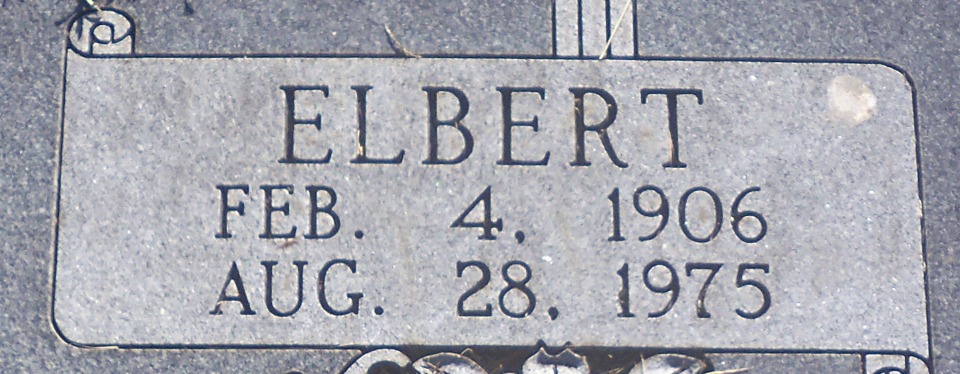 ELBERT
FEB. 4, 1906
AUG. 28, 1975